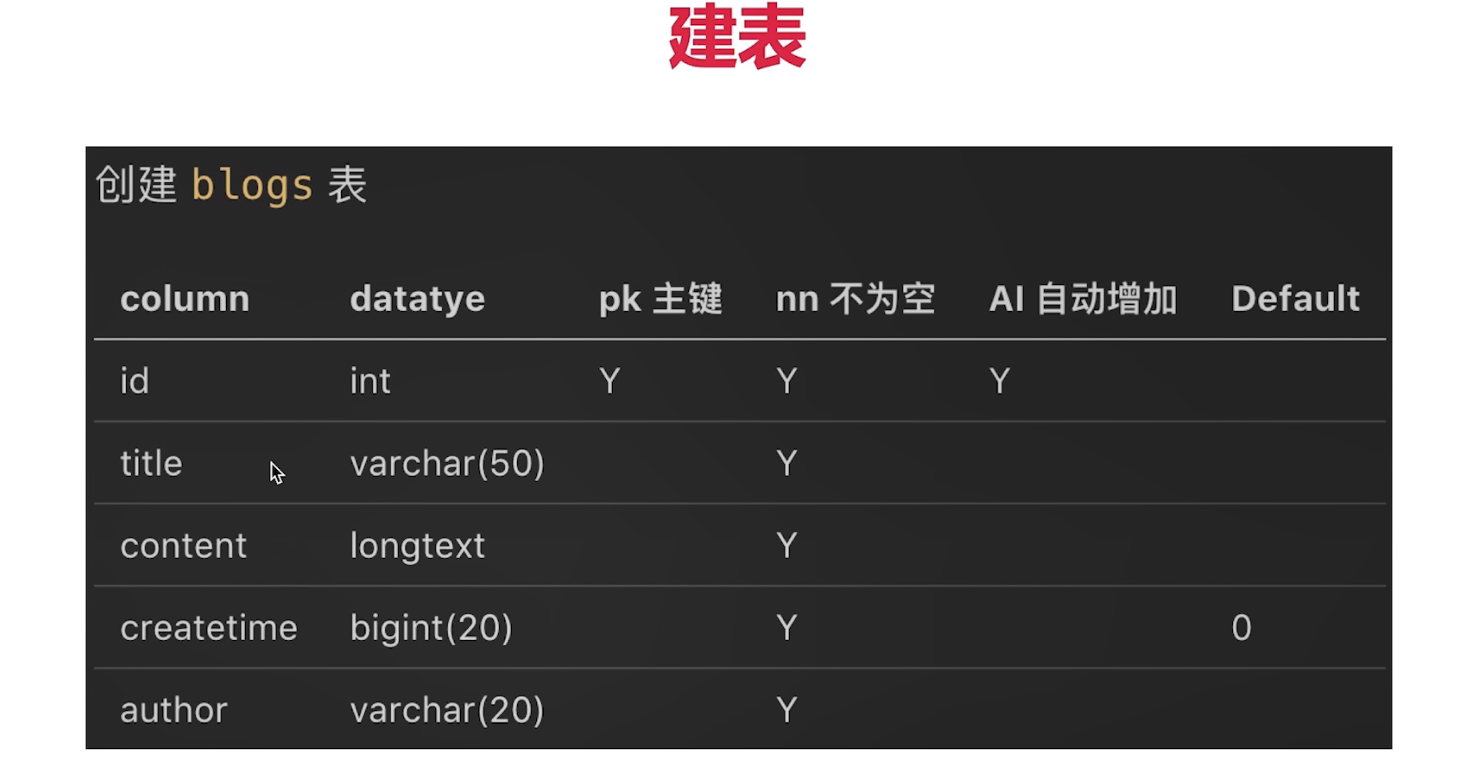 建表
创建 blogs 表
column datatye pk 主键 nn 不为空 AI 自动增加 Default
id int Y Y Y
title varchar(50) Y
content longtext Y
createtime bigint(20) Y 0
author varchar(20) Y